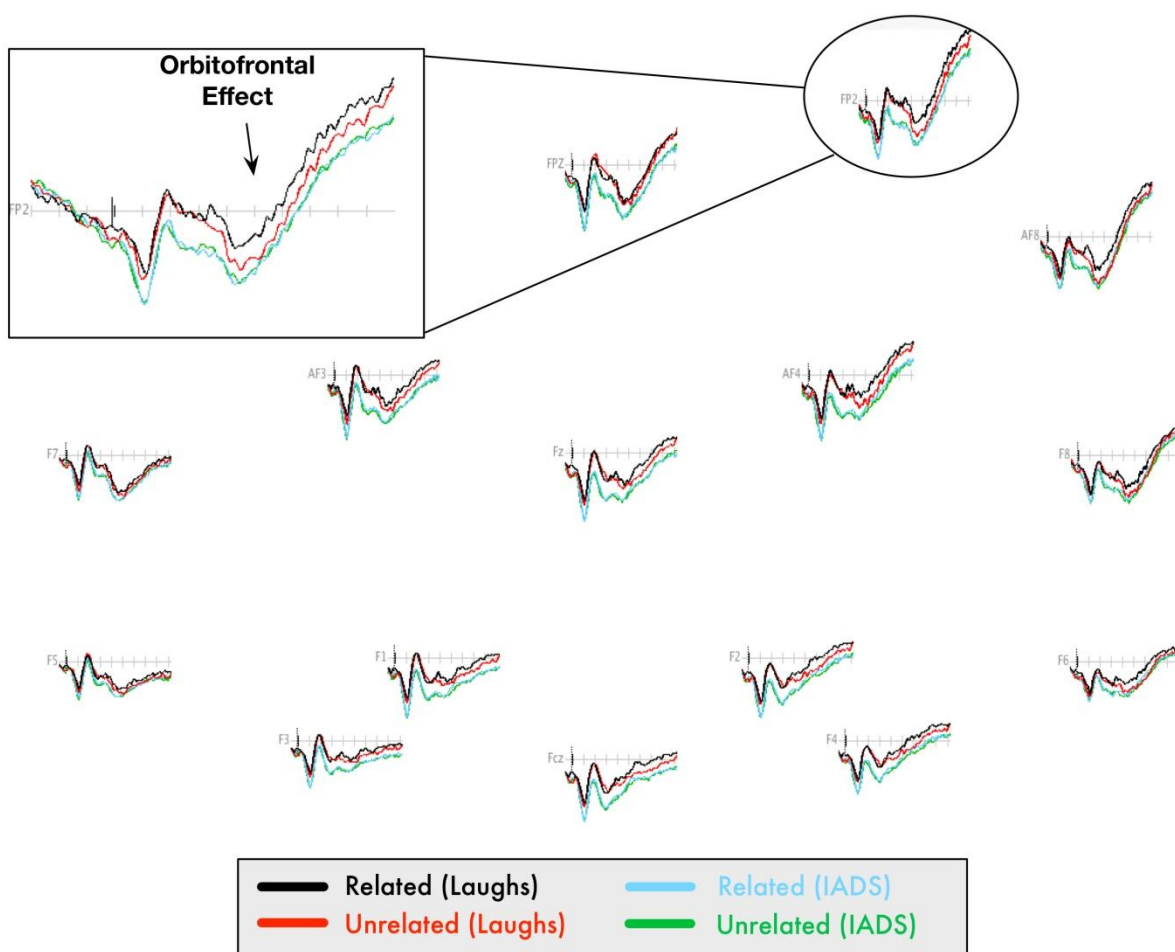 Orbitofrontal
Effect
FP2
FP2
FPZ
AF8
AF3
AF4
F7
Fz
F8
F5
F1
F2
F6
F3
Fcz
F4
Related (Laughs)
Related (IADS)
Unrelated (Laughs)
Unrelated (IADS)